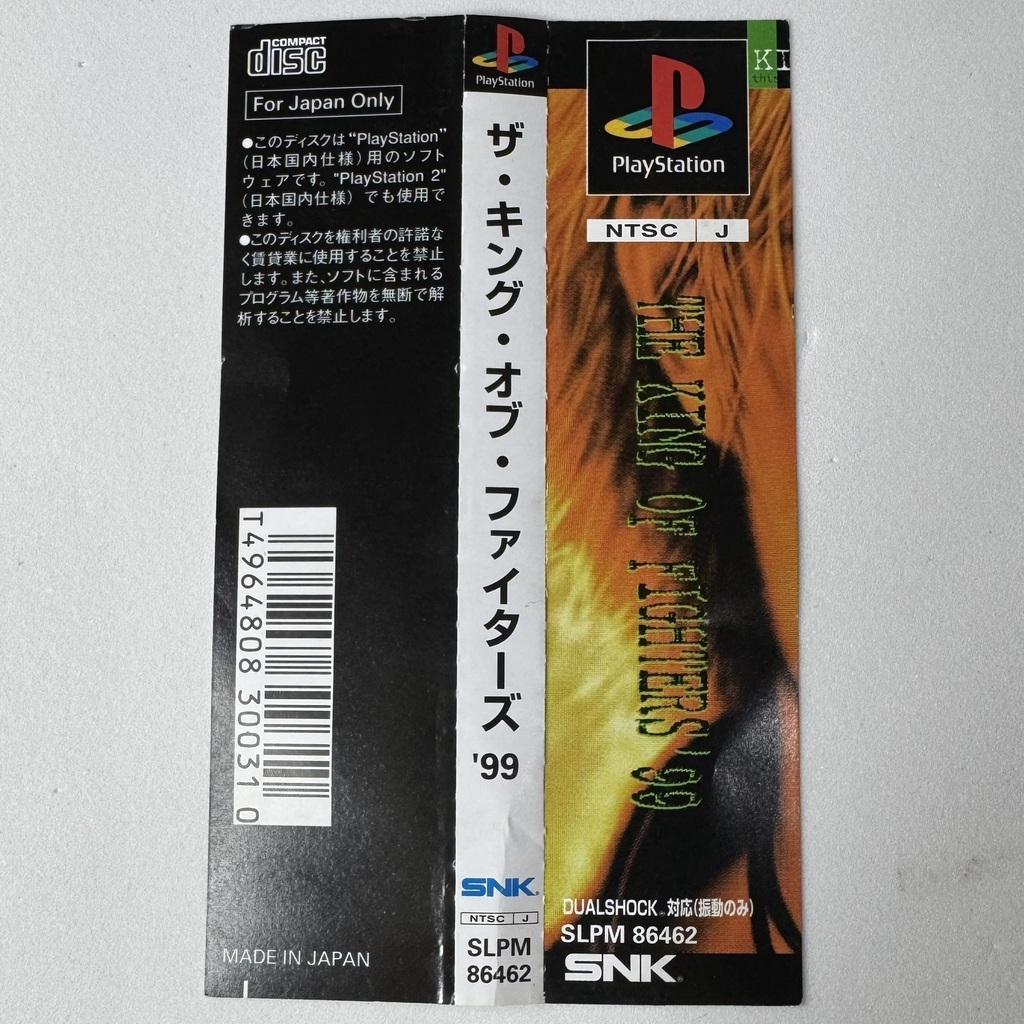 COMPACT
disc
For Japan Only
●このディスクは“PlayStation”
(日本国内仕様)用のソフト
ウェアです。"PlayStation 2"
(日本国内仕様) でも使用で
きます。
●このディスクを権利者の許諾な
く賃貸業に使用することを禁止
します。また、ソフトに含まれる
プログラム等著作物を無断で解
析することを禁止します。
T4964808 30031 0
MADE IN JAPAN
PlayStation
ザ・キング・オブ・ファイターズ '99
SNK
NTSC J
SLPM
86462
KI
this
PlayStation
NTSC J
THE KING OF FIGHTERS '99
DUALSHOCK 対応(振動のみ)
SLPM 86462
SNK